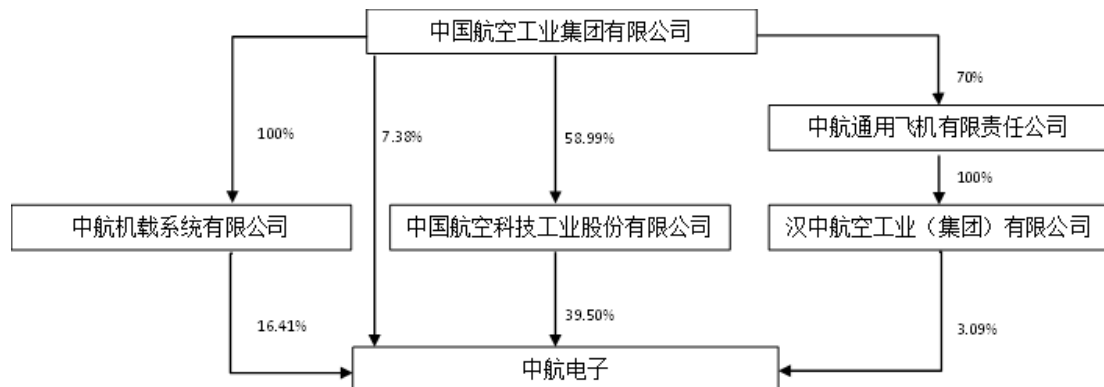 中国航空工业集团有限公司
70%
中航通用飞机有限责任公司
100%
7.38%
58.99%
100%
中航机载系统有限公司
中国航空科技工业股份有限公司
汉中航空工业（集团）有限公司
16.41%
39.50%
3.09%
中航电子